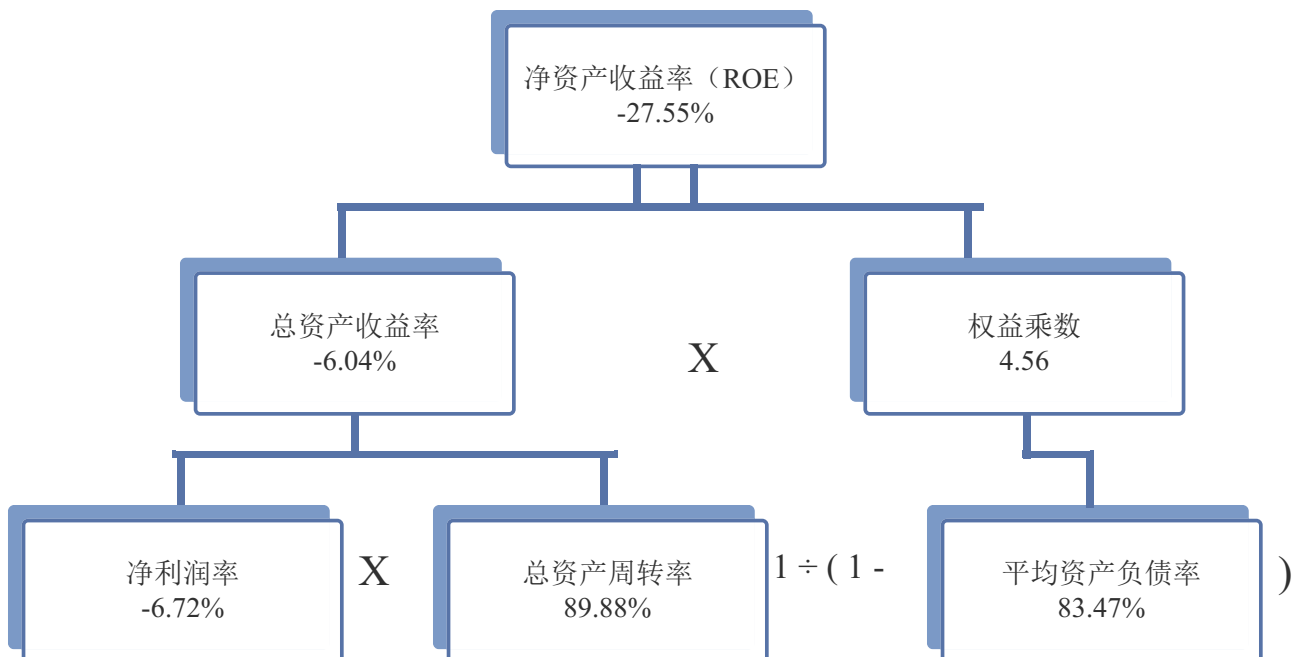 净资产收益率（ROE）
-27.55%
总资产收益率
-6.04%
X
权益乘数
4.56
净利润率
-6.72%
X
总资产周转率
89.88%
1 ÷ ( 1 -
平均资产负债率
83.47%
)